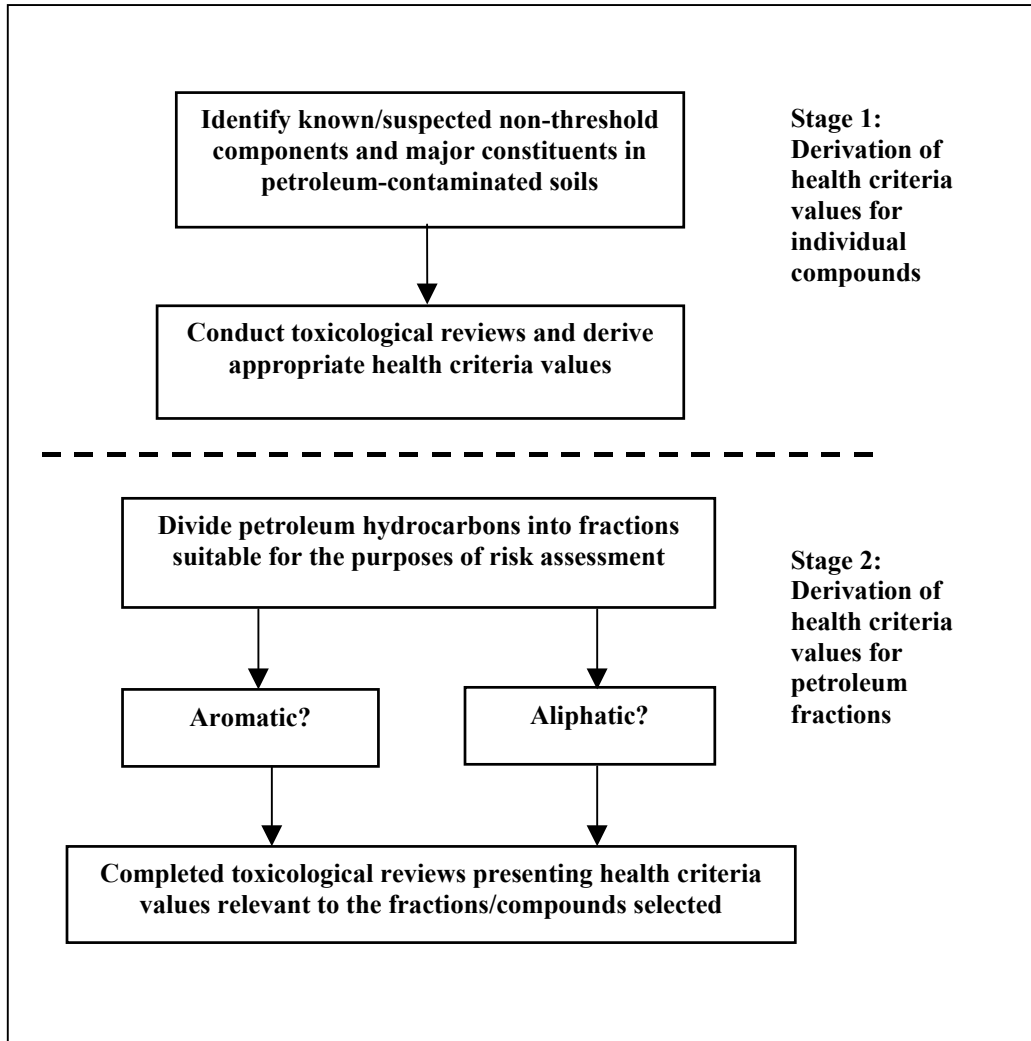 Identify known/suspected non-threshold
components and major constituents in
petroleum-contaminated soils
Stage 1:
Derivation of
health criteria
values for
individual
compounds
Conduct toxicological reviews and derive
appropriate health criteria values
Divide petroleum hydrocarbons into fractions
suitable for the purposes of risk assessment
Stage 2:
Derivation of
health criteria
values for
petroleum
fractions
Aromatic?
Aliphatic?
Completed toxicological reviews presenting health criteria
values relevant to the fractions/compounds selected